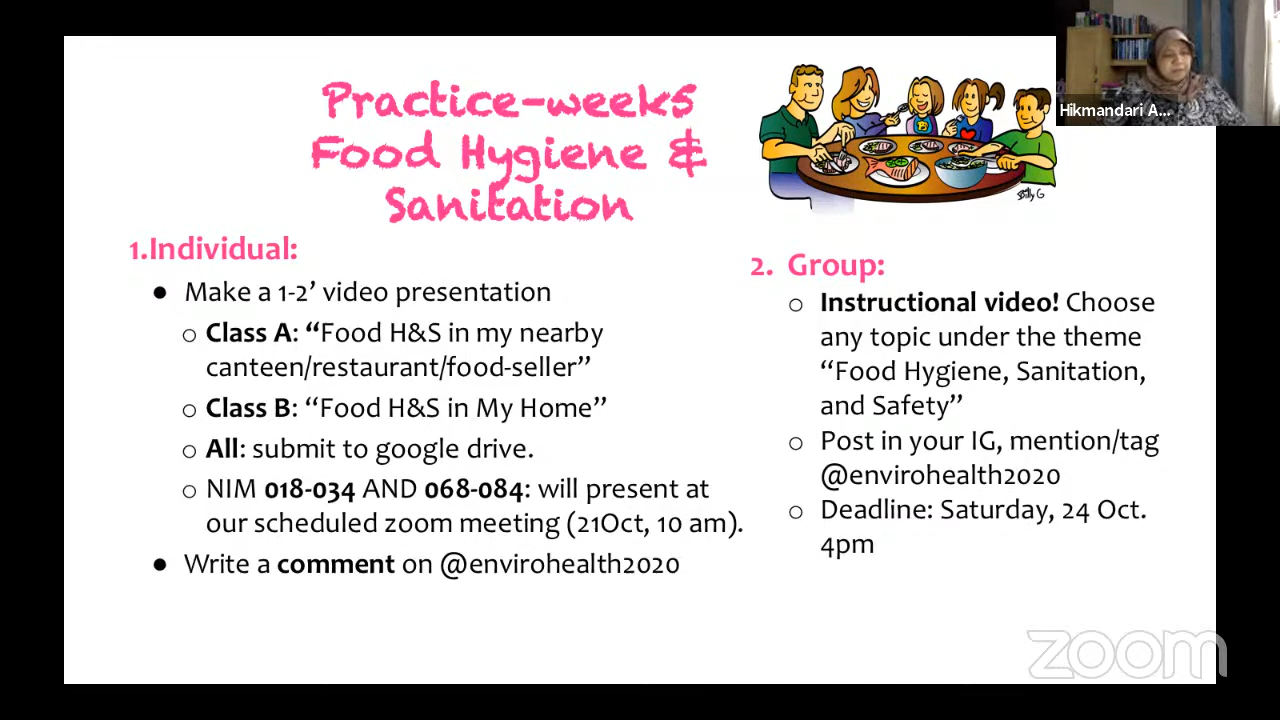 Practice-weeks
Food Hygiene &
Sanitation
Hikmandari A...
Billy G
1.Individual:
● Make a 1-2’ video presentation
o Class A: “Food H&S in my nearby
canteen/restaurant/food-seller”
o Class B: “Food H&S in My Home”
o All: submit to google drive.
o NIM 018-034 AND 068-084: will present at
our scheduled zoom meeting (21Oct, 10 am).
● Write a comment on @envirohealth2020
2. Group:
o Instructional video! Choose
any topic under the theme
“Food Hygiene, Sanitation,
and Safety”
o Post in your IG, mention/tag
@envirohealth2020
o Deadline: Saturday, 24 Oct.
4pm
zoom